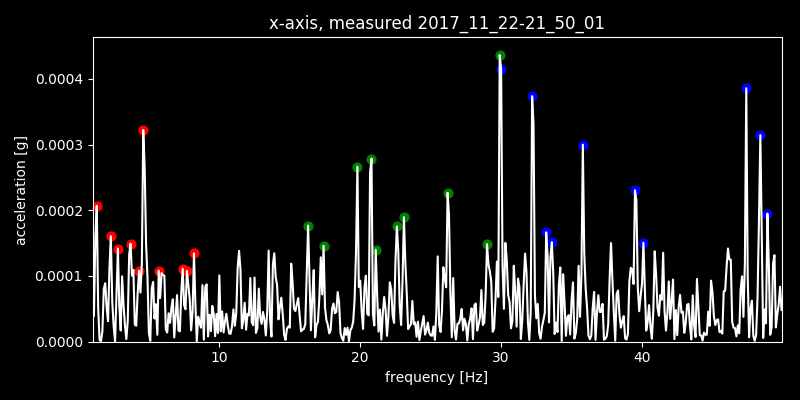 x-axis, measured 2017_11_22-21_50_01
acceleration [g]
0.0004
0.0003
0.0002
0.0001
0.0000
10 20 30 40
frequency [Hz]